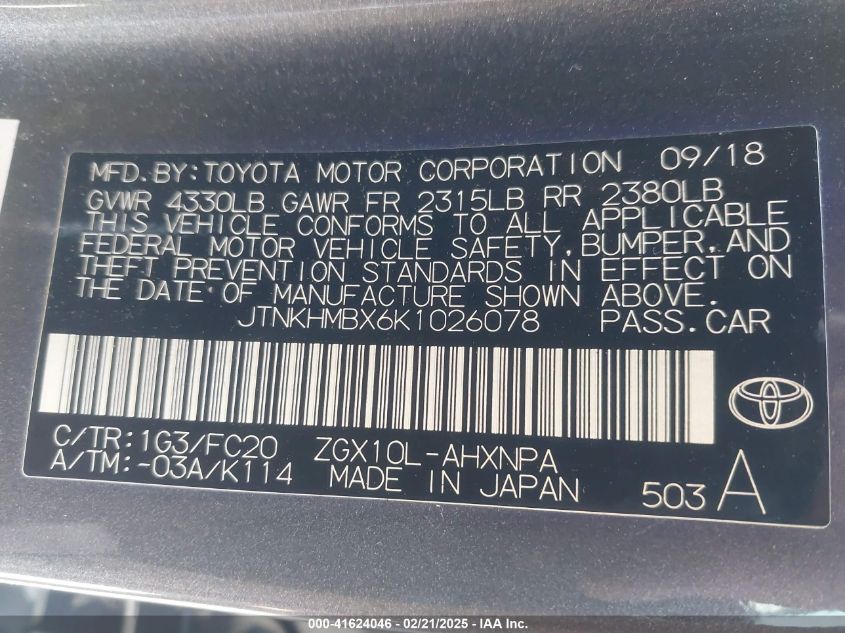 MFD.BY:TOYOTA MOTOR CORPORATION 09/18
GVWR 4330LB GAWR FR 2315LB RR 2380LB
THIS VEHICLE CONFORMS TO ALL APPLICABLE
FEDERAL MOTOR VEHICLE SAFETY,BUMPER,AND
THEFT PREVENTION STANDARDS IN EFFECT ON
THE DATE OF MANUFACTURE SHOWN ABOVE.
JTNKHMBX6K1026078 PASS.CAR
C/TR:1G3/FC20 ZGX10L-AHXNPA
A/TM:-03A/K114 MADE IN JAPAN 503 A
000-41624046 - 02/21/2025 - IAA Inc.